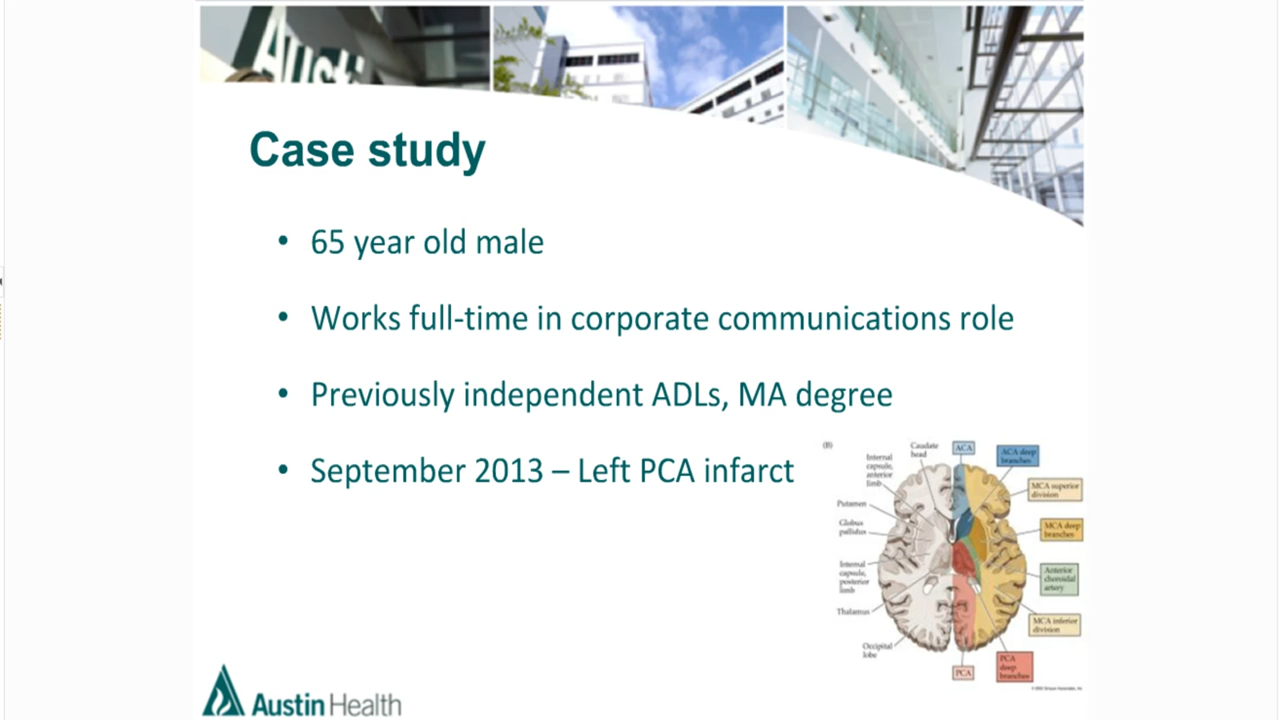 Austi
Case study
• 65 year old male
• Works full-time in corporate communications role
• Previously independent ADLs, MA degree
• September 2013 – Left PCA infarct
(B)
Caudate
head
ACA
ACA deep
branches
Internal
capsule,
anterior
limb
MCA superior
division
Putamen
Globus
pallidus
MCA deep
branches
Internal
capsule,
posterior
limb
Anterior
choroidal
artery
Thalamus
MCA inferior
division
Occipital
lobe
PCA
PCA
deep
branches
Austin Health